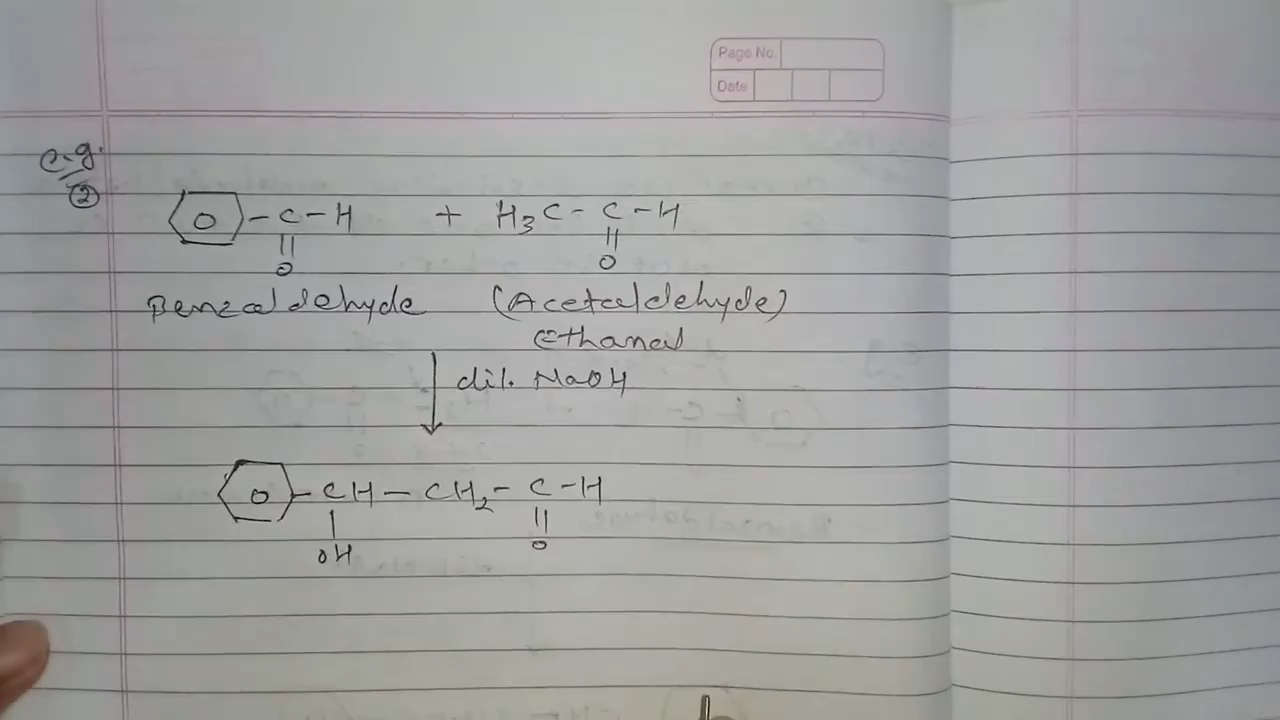 Page No.
Date
e.g.
②
-C-H + H3C-C-H
O O
Benzaldehyde (Acetaldehyde)
Ethanal
dil. NaOH
-CH-CH2-C-H
OH O